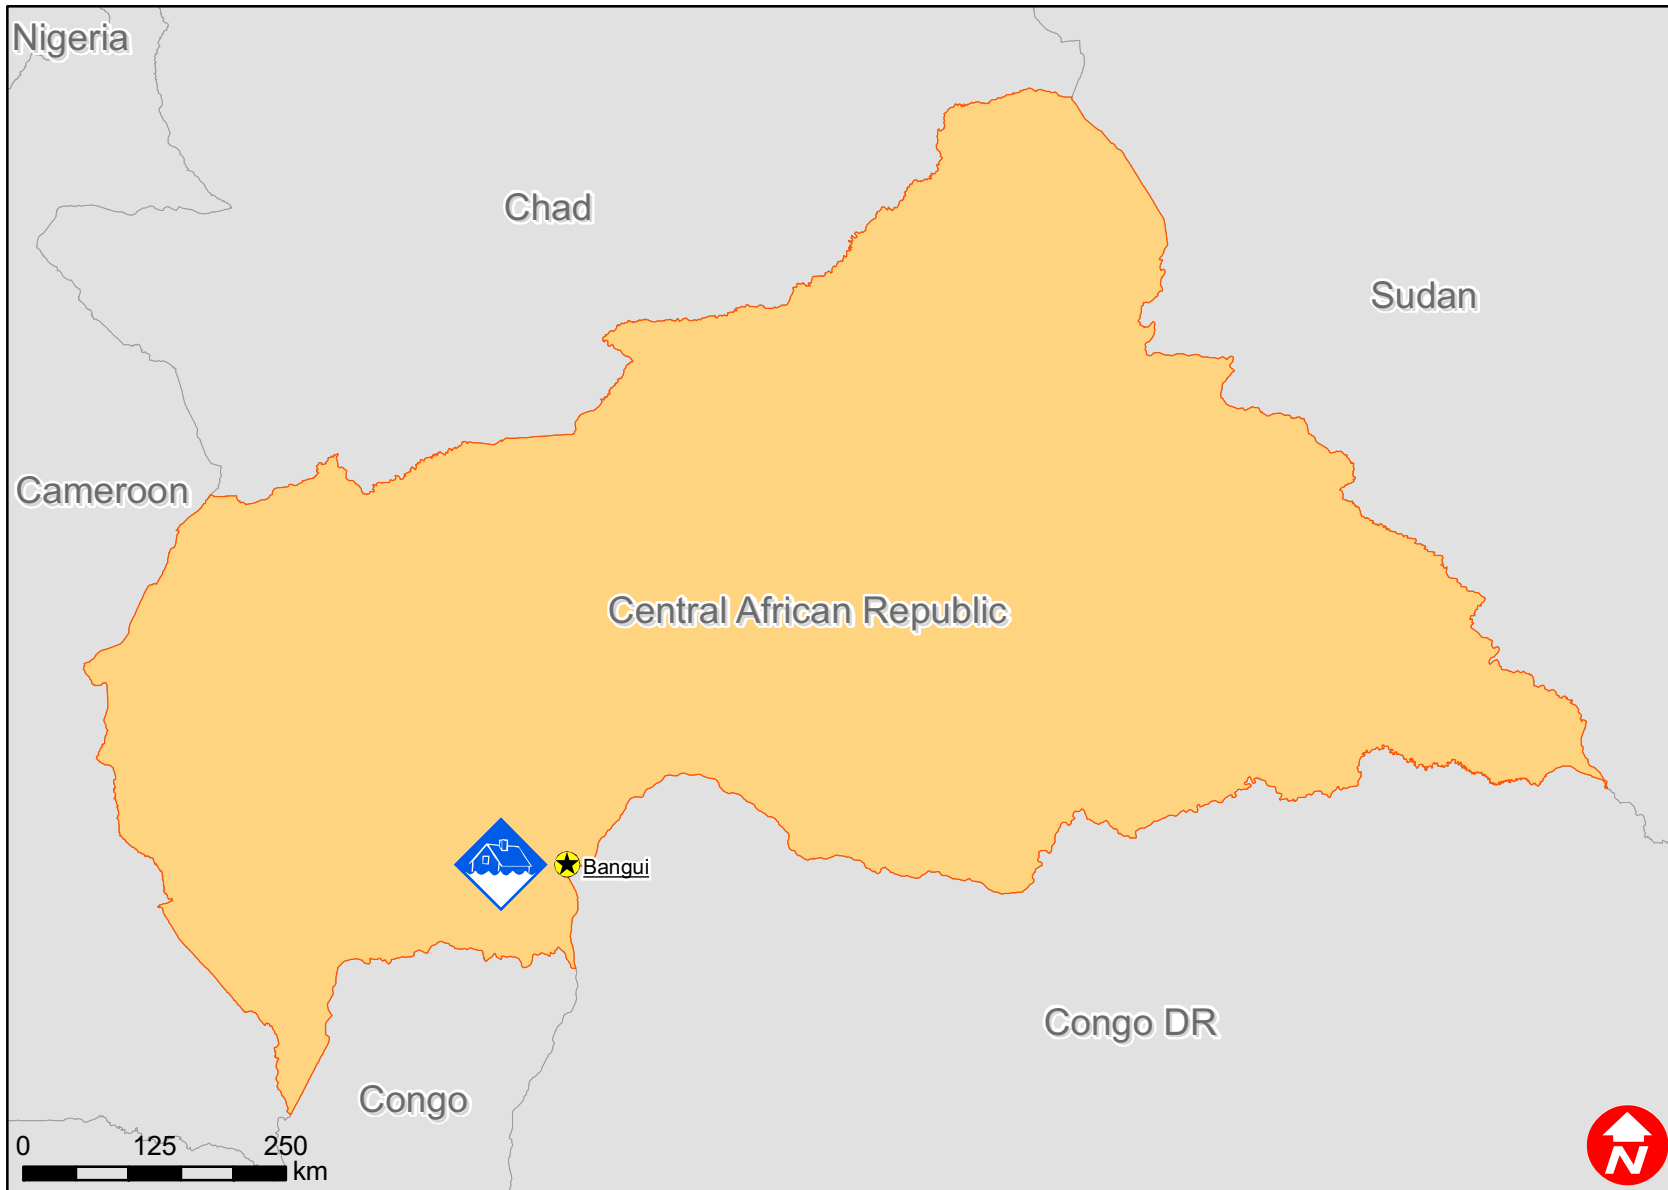 Nigeria
Chad
Sudan
Cameroon
Central African Republic
Bangui
Congo DR
Congo
0 125 250
km
N